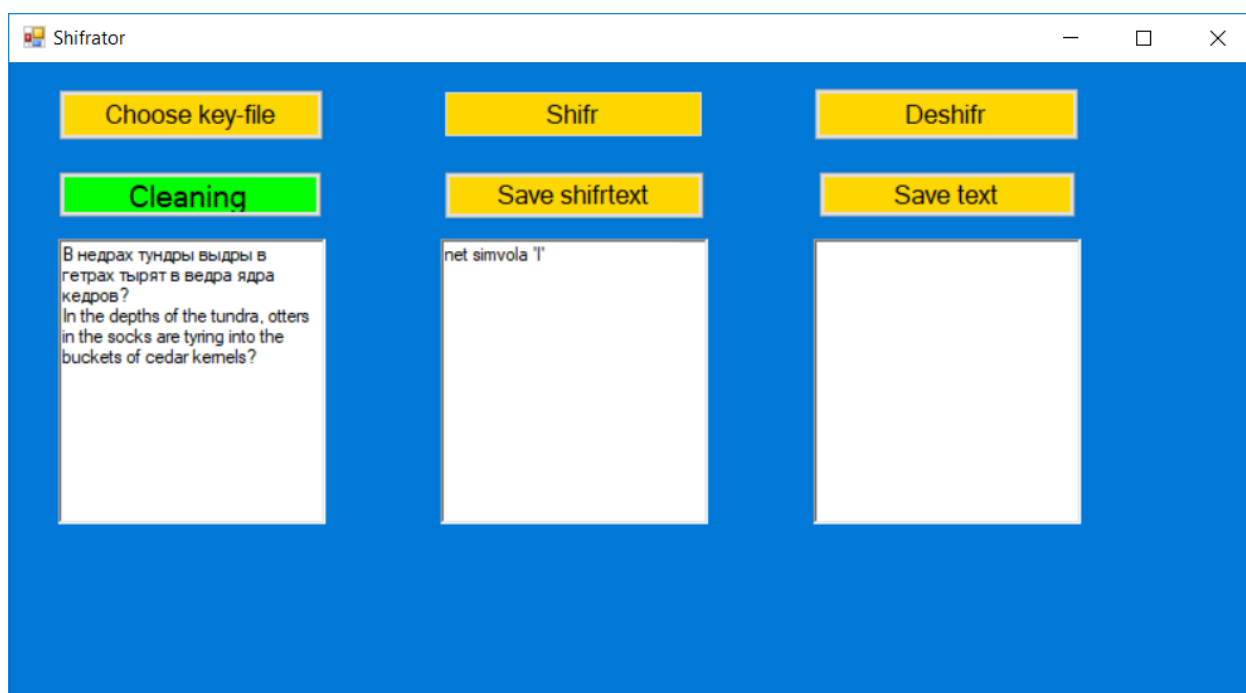 Shifrator
Choose key-file
Shifr
Deshifr
Cleaning
Save shifrtext
Save text
В недрах тундры выдры в
гетрах тырят в ведра ядра
кедров?
In the depths of the tundra, otters
in the socks are tyring into the
buckets of cedar kernels?
net simvola 'I'